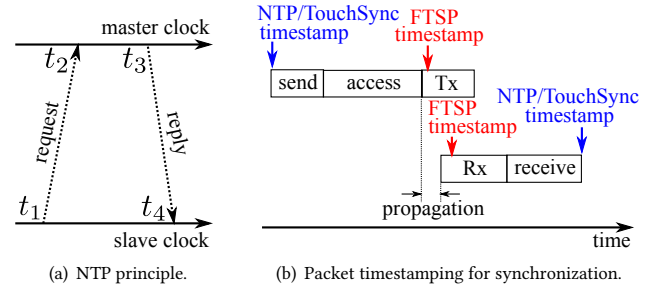 master clock
t2 t3
request
reply
t1 t4
slave clock
(a) NTP principle.
NTP/TouchSync
timestamp
FTSP
timestamp
send access Tx
FTSP
timestamp
NTP/TouchSync
timestamp
Rx receive
propagation
time
(b) Packet timestamping for synchronization.